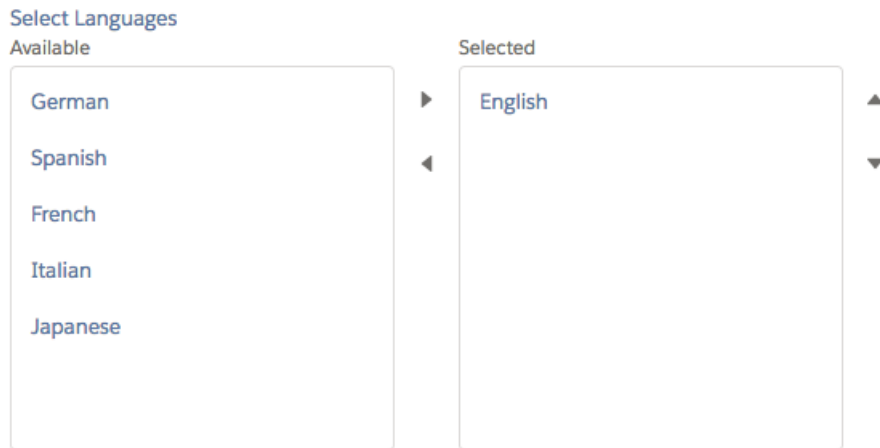 Select Languages
Available
Selected
German
Spanish
French
Italian
Japanese
English